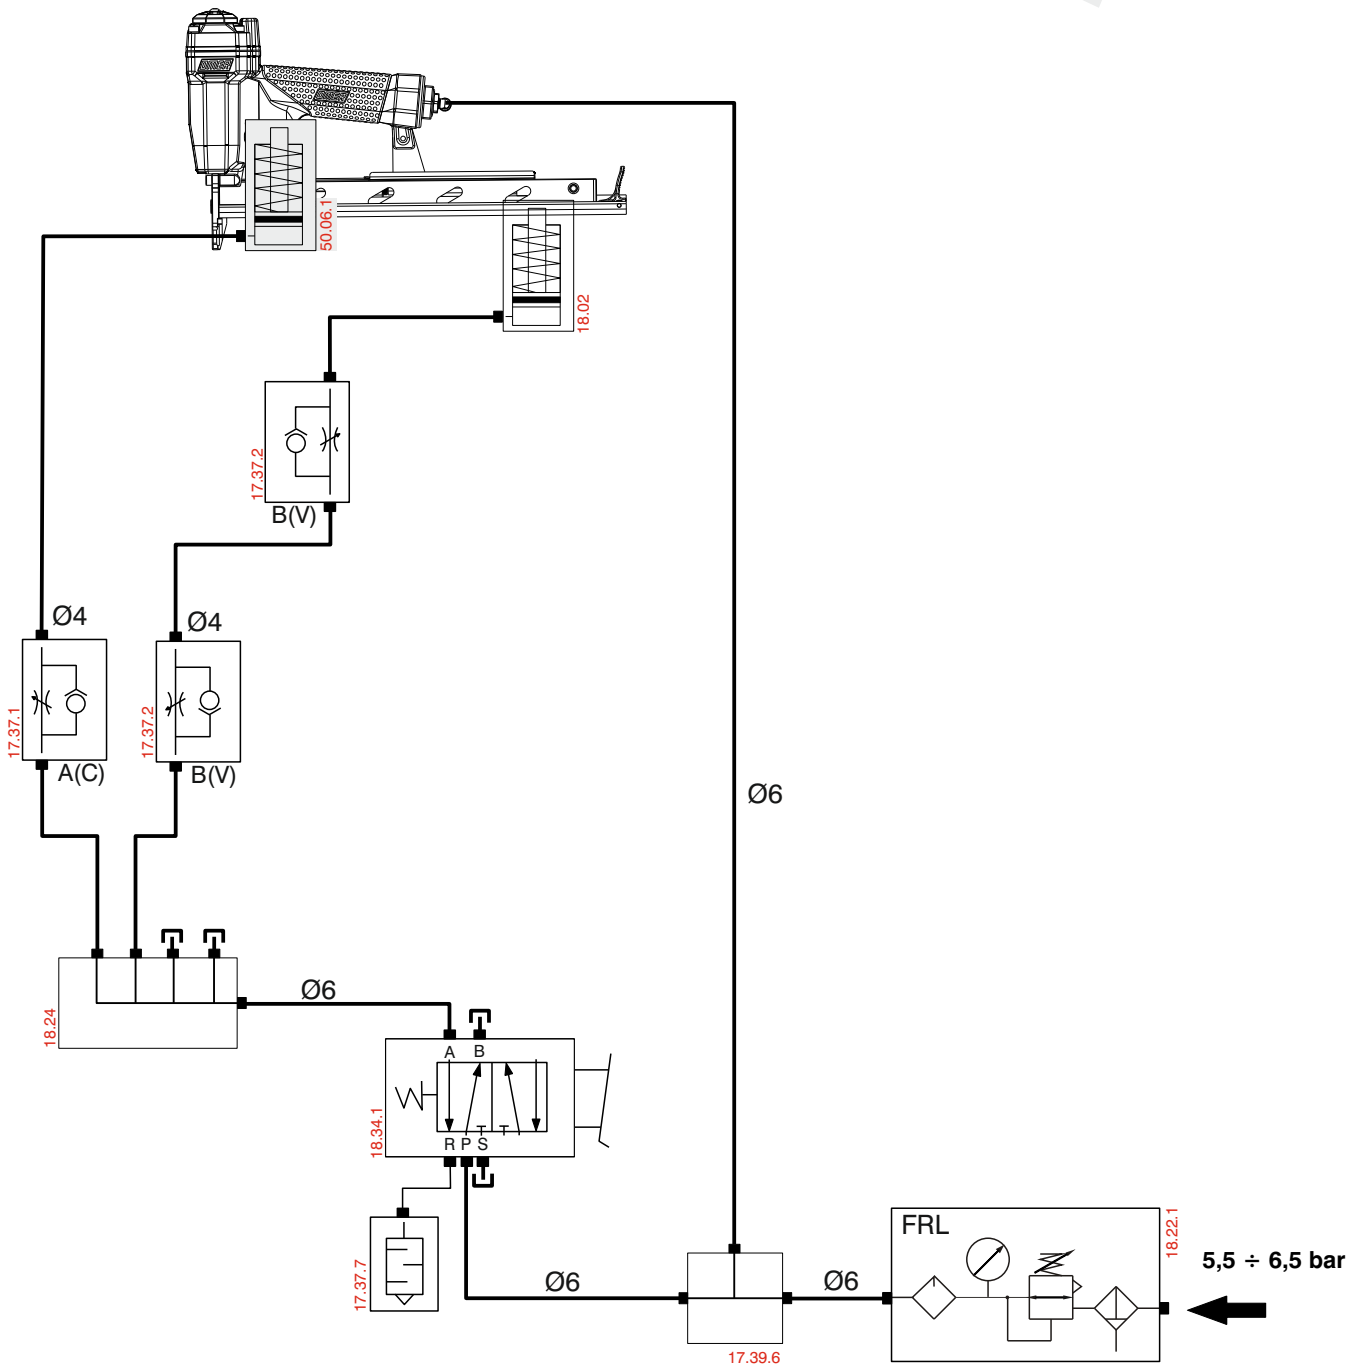 50.06.1
18.02
17.37.2
B(V)
Ø4
Ø4
17.37.1
17.37.2
A(C)
B(V)
Ø6
18.24
Ø6
A
B
18.34.1
R
P
S
17.37.7
Ø6
17.39.6
Ø6
FRL
18.22.1
5,5 ÷ 6,5 bar